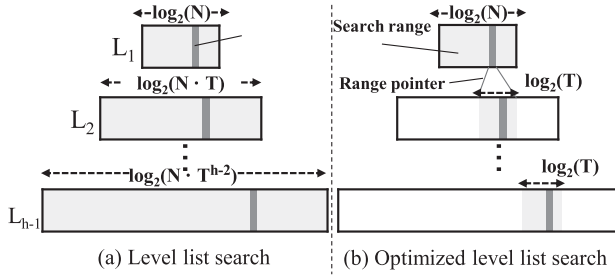 log₂(N)
L₁
log₂(N · T)
L₂
log₂(N · Tʰ⁻²)
Lₕ₋₁
(a) Level list search
log₂(N)
Search range
Range pointer
log₂(T)
log₂(T)
(b) Optimized level list search